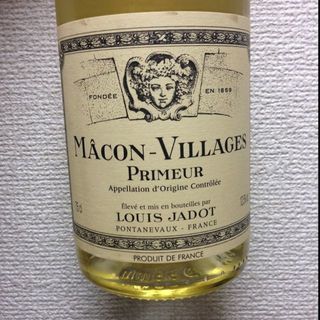 FONDÉE EN 1859
MÂCON-VILLAGES
PRIMEUR
Appellation d'Origine Contrôlée
Élevé et mis en bouteilles par
LOUIS JADOT
PONTANEVAUX - FRANCE
PRODUIT DE FRANCE